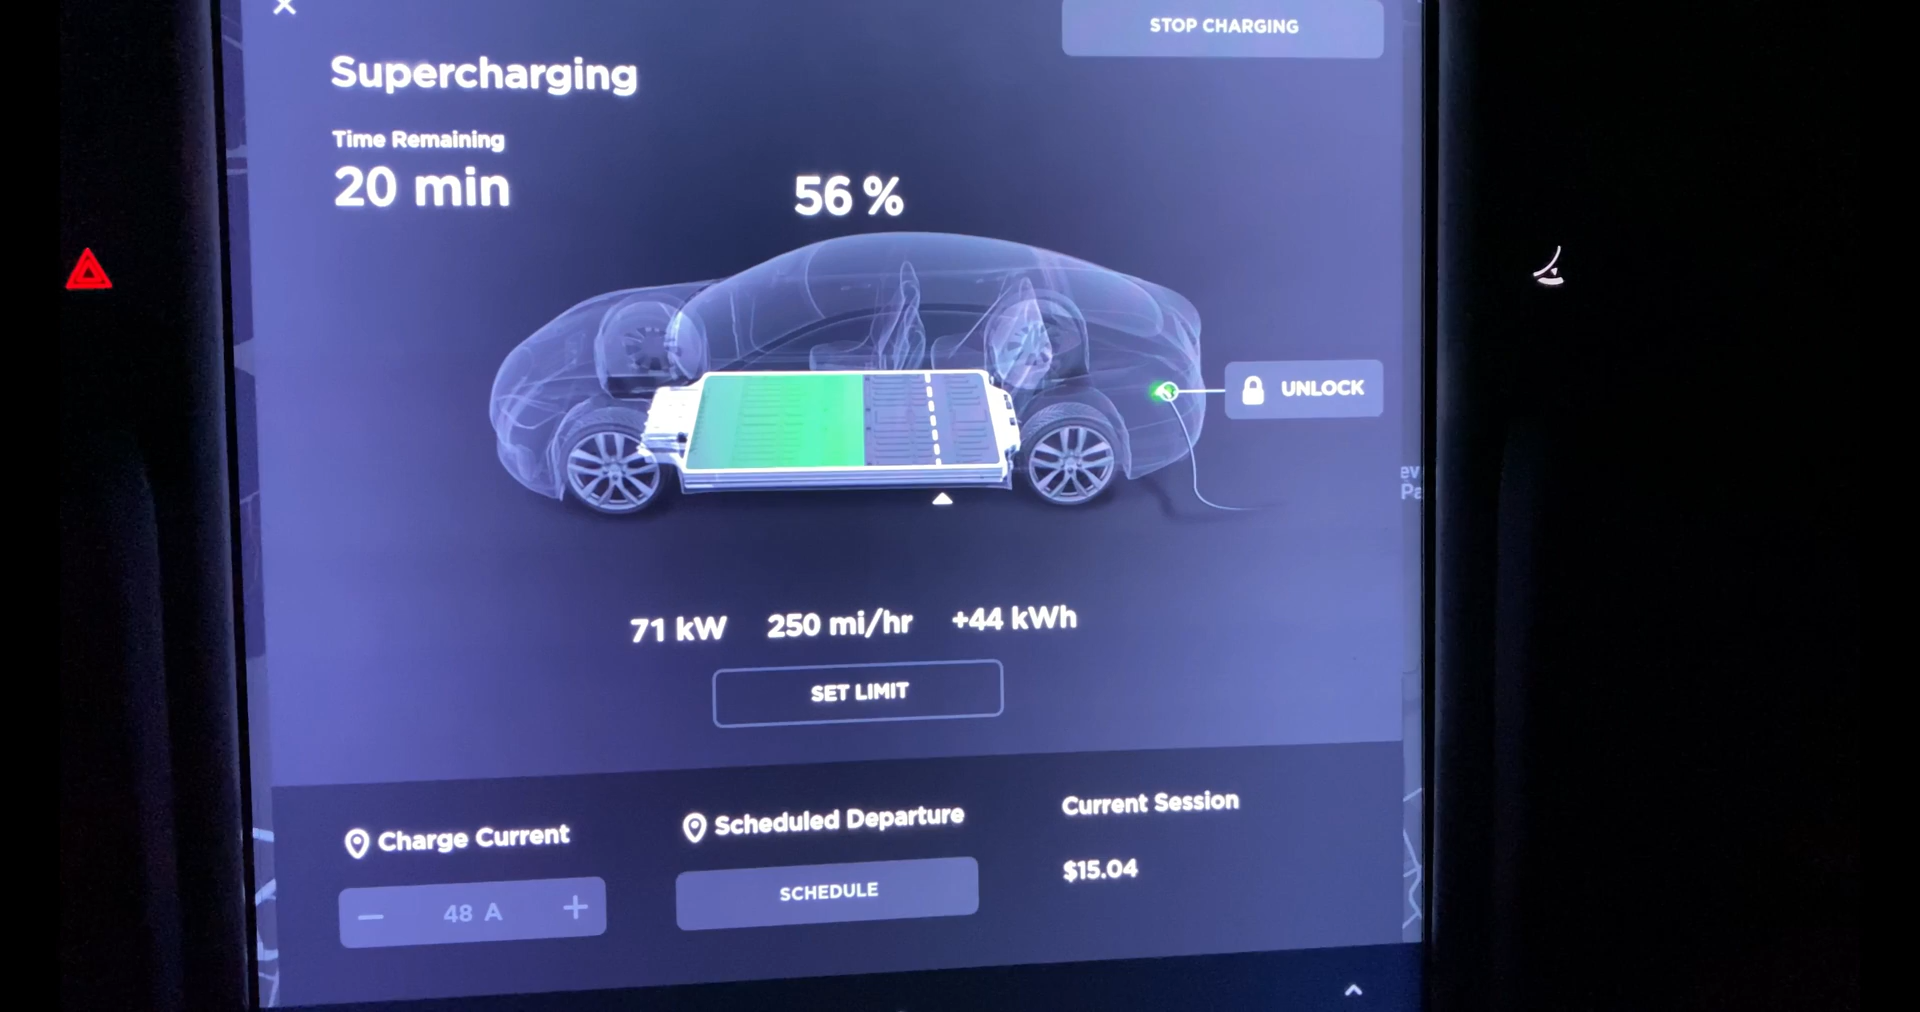 STOP CHARGING
Supercharging
Time Remaining
20 min
56 %
UNLOCK
71 kW 250 mi/hr +44 kWh
SET LIMIT
Charge Current
48 A
Scheduled Departure
SCHEDULE
Current Session
$15.04